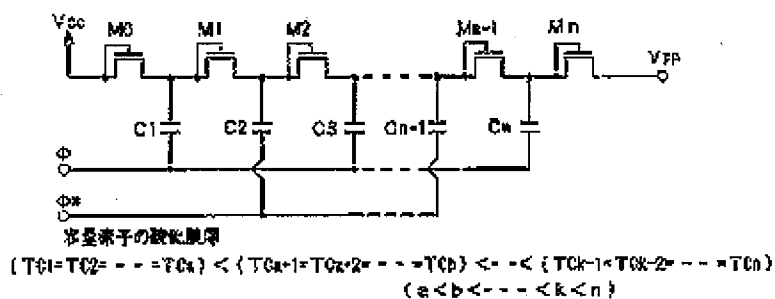 Vcc M0 M1 M2 Mn-1 Mn VPP
C1 C2 C3 Cn-1 Cn
Φ
Φ*
容量素子の酸化膜厚
(TC1=TC2= - - - =TCa) < (TCa+1=TCa+2= - - - =TCb) < - - < (TCk-1=TCk-2= - - - =TCn)
(a<b<- - - <k<n)